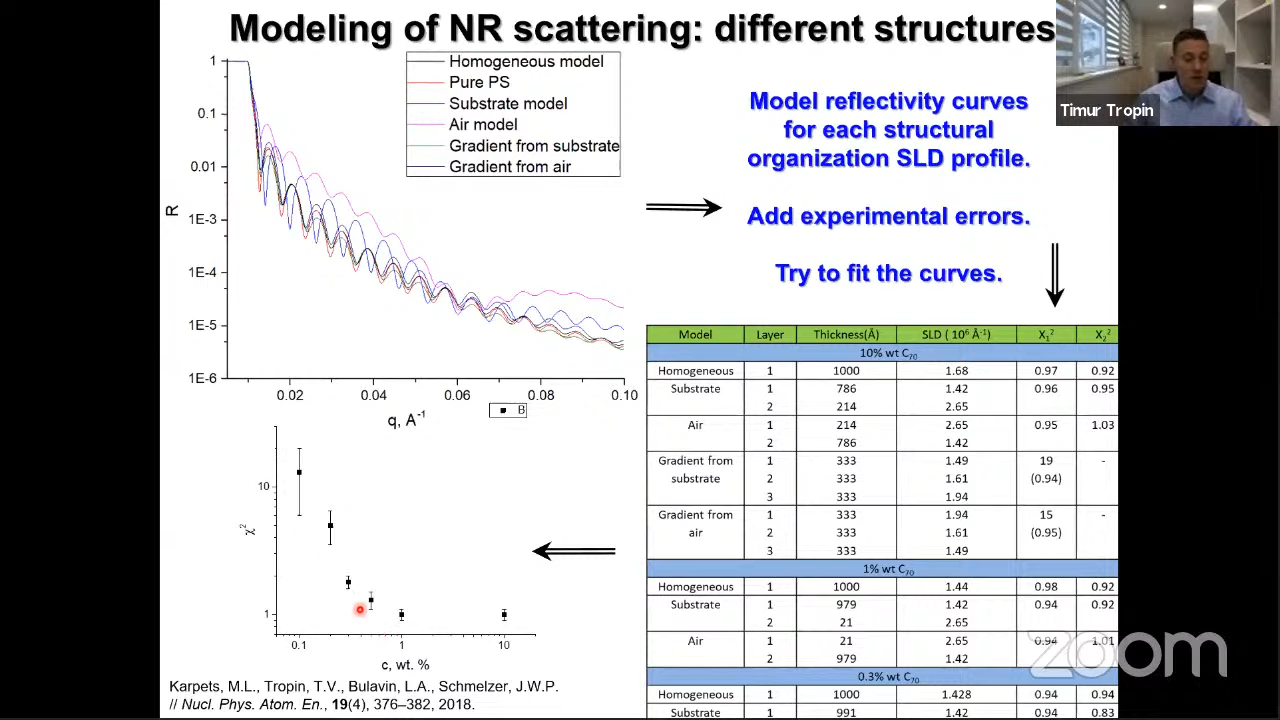 Modeling of NR scattering: different structures
Timur Tropin
Homogeneous model
Pure PS
Substrate model
Air model
Gradient from substrate
Gradient from air
1
0.1
0.01
1E-3
1E-4
1E-5
1E-6
R
0.02
0.04
0.06
0.08
0.10
q, A⁻¹
B
Model reflectivity curves
for each structural
organization SLD profile.
Add experimental errors.
Try to fit the curves.
Model Layer Thickness(Å) SLD ( 10⁶ Å⁻¹) X₁² X₂²
10% wt C₇₀
Homogeneous 1 1000 1.68 0.97 0.92
Substrate 1 786 1.42 0.96 0.95
2 214 2.65
Air 1 214 2.65 0.95 1.03
2 786 1.42
Gradient from 1 333 1.49 19 -
substrate 2 333 1.61 (0.94)
3 333 1.94
Gradient from 1 333 1.94 15 -
air 2 333 1.61 (0.95)
3 333 1.49
1% wt C₇₀
Homogeneous 1 1000 1.44 0.98 0.92
Substrate 1 979 1.42 0.94 0.92
2 21 2.65
Air 1 21 2.65 0.94 1.01
2 979 1.42
0.3% wt C₇₀
Homogeneous 1 1000 1.428 0.94 0.94
Substrate 1 991 1.42 0.94 0.83
zoom
10
1
χ²
0.1
1
10
c, wt. %
Karpets, M.L., Tropin, T.V., Bulavin, L.A., Schmelzer, J.W.P.
// Nucl. Phys. Atom. En., 19(4), 376–382, 2018.